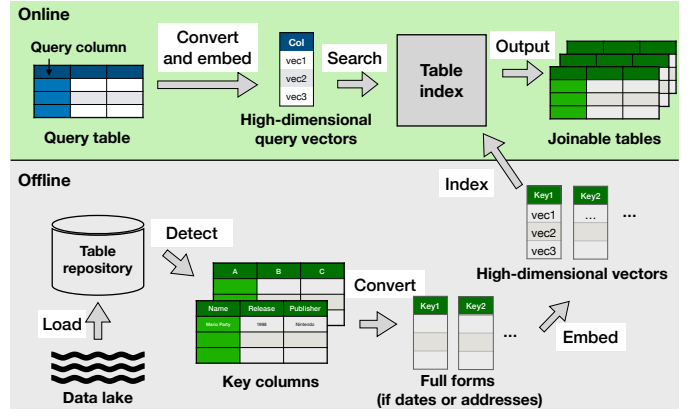 Online
Query column
Convert
and embed
Col
vec1
vec2
vec3
Search
Table
index
Output
Query table
High-dimensional
query vectors
Joinable tables
Offline
Index
Key1
Key2
vec1
...
vec2
vec3
...
High-dimensional vectors
Table
repository
Detect
A
B
C
Name
Release
Publisher
Mario Party
1998
Nintendo
Convert
Key1
Key2
...
Embed
Load
Data lake
Key columns
Full forms
(if dates or addresses)